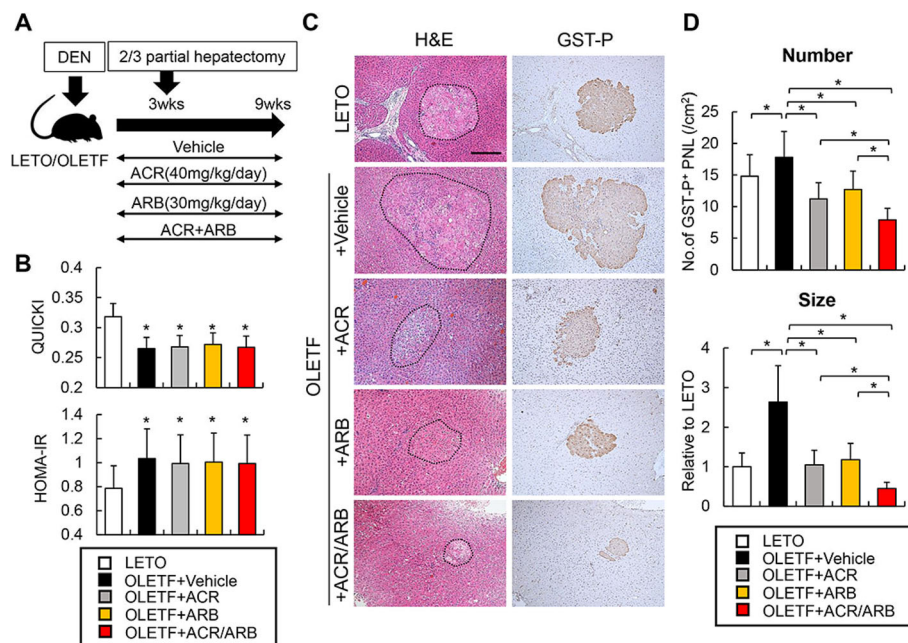 A
DEN
2/3 partial hepatectomy
3wks
9wks
LETO/OLETF
Vehicle
ACR(40mg/kg/day)
ARB(30mg/kg/day)
ACR+ARB
B
0.4
0.35
0.3
0.25
0.2
QUICKI
* * * *
1.4
1.2
1
0.8
0.6
0.4
HOMA-IR
* * * *
LETO
OLETF+Vehicle
OLETF+ACR
OLETF+ARB
OLETF+ACR/ARB
C
H&E
GST-P
LETO
OLETF
+Vehicle
+ACR
+ARB
+ACR/ARB
D
Number
No.of GST-P+ PNL (/cm2)
25
20
15
10
5
0
* * * * * *
Size
Relative to LETO
4
3
2
1
0
* * * * * *
LETO
OLETF+Vehicle
OLETF+ACR
OLETF+ARB
OLETF+ACR/ARB